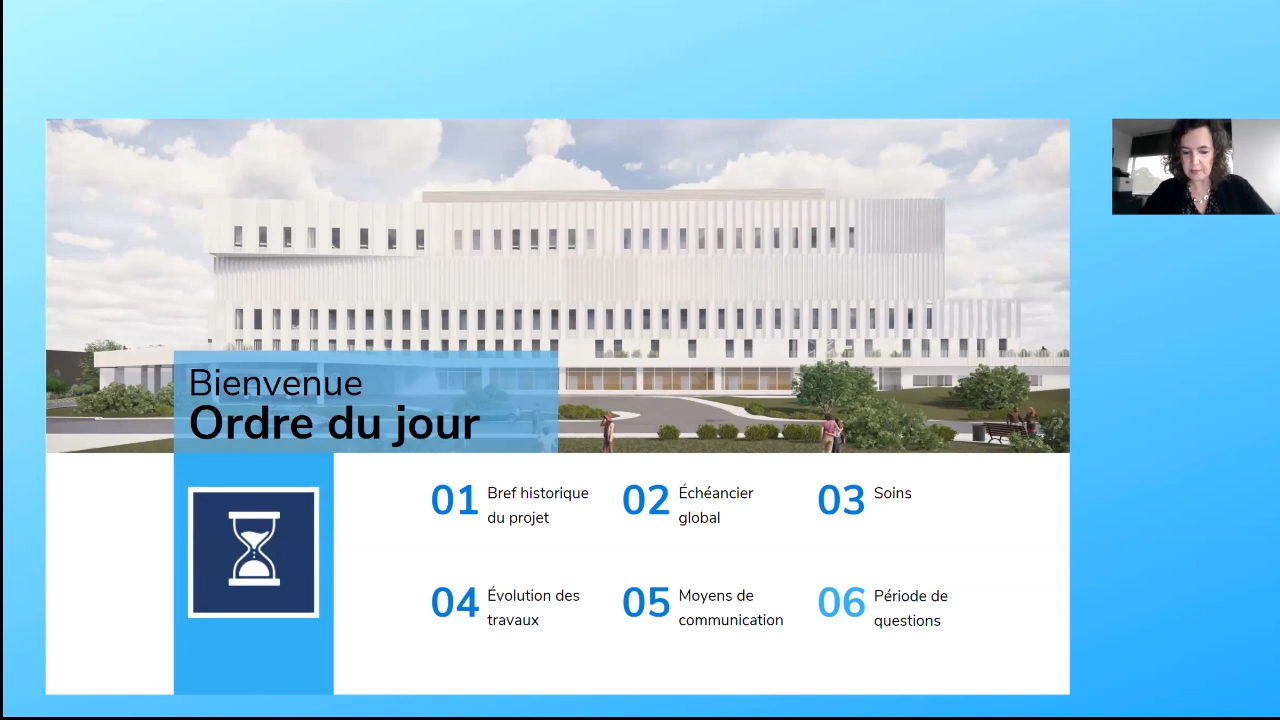 Bienvenue
Ordre du jour
01 Bref historique
du projet
02 Échéancier
global
03 Soins
04 Évolution des
travaux
05 Moyens de
communication
06 Période de
questions